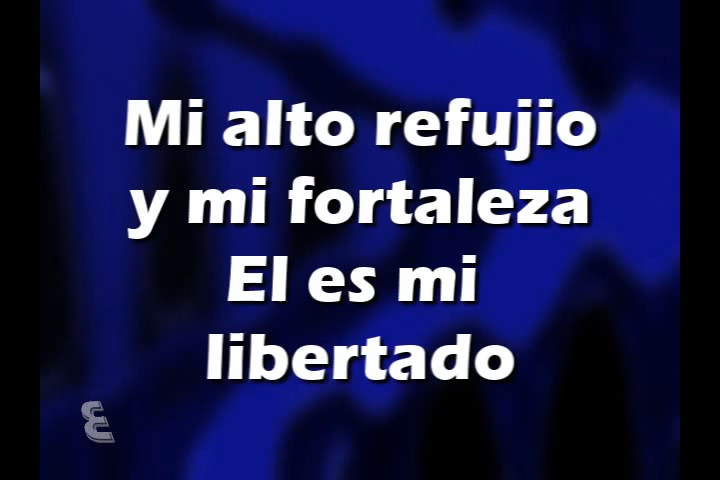 Mi alto refujio
y mi fortaleza
El es mi
libertado